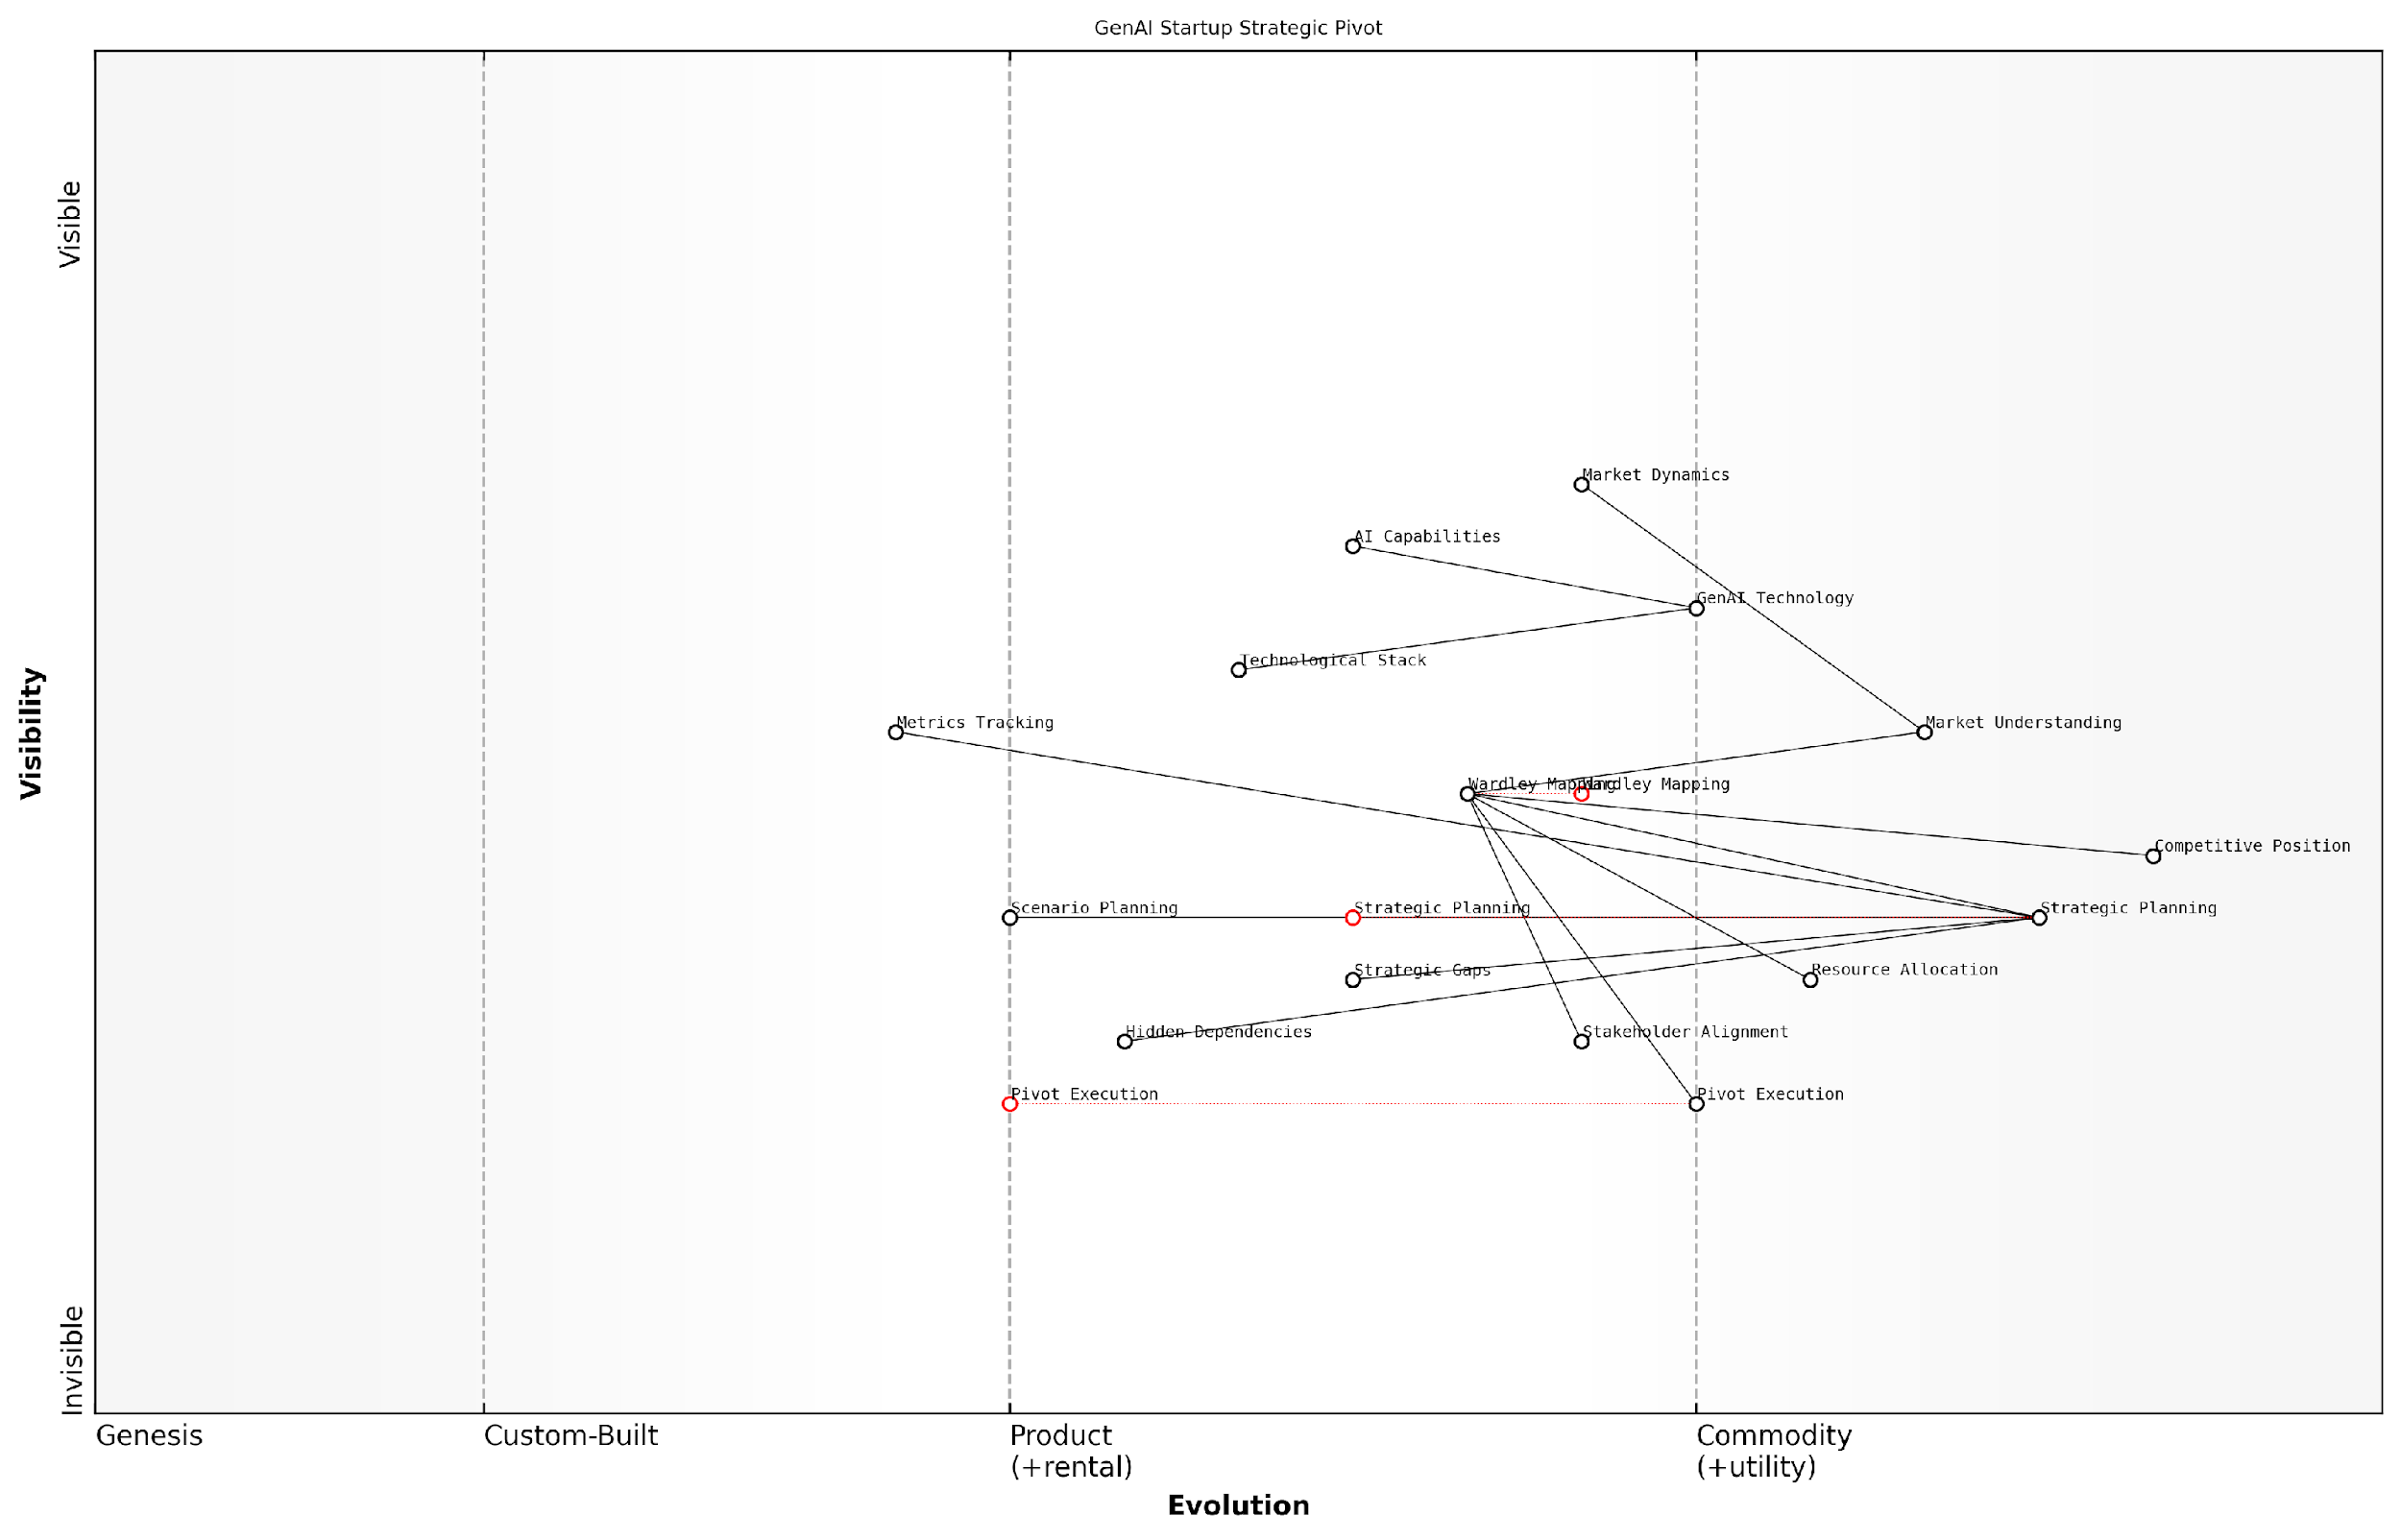 GenAI Startup Strategic Pivot
Visible
Market Dynamics
AI Capabilities
GenAI Technology
Technological Stack
Metrics Tracking
Market Understanding
Wardley Mapping
Wardley Mapping
Competitive Position
Scenario Planning
Strategic Planning
Strategic Planning
Strategic Gaps
Resource Allocation
Hidden Dependencies
Stakeholder Alignment
Pivot Execution
Pivot Execution
Visibility
Invisible
Genesis
Custom-Built
Product
(+rental)
Commodity
(+utility)
Evolution